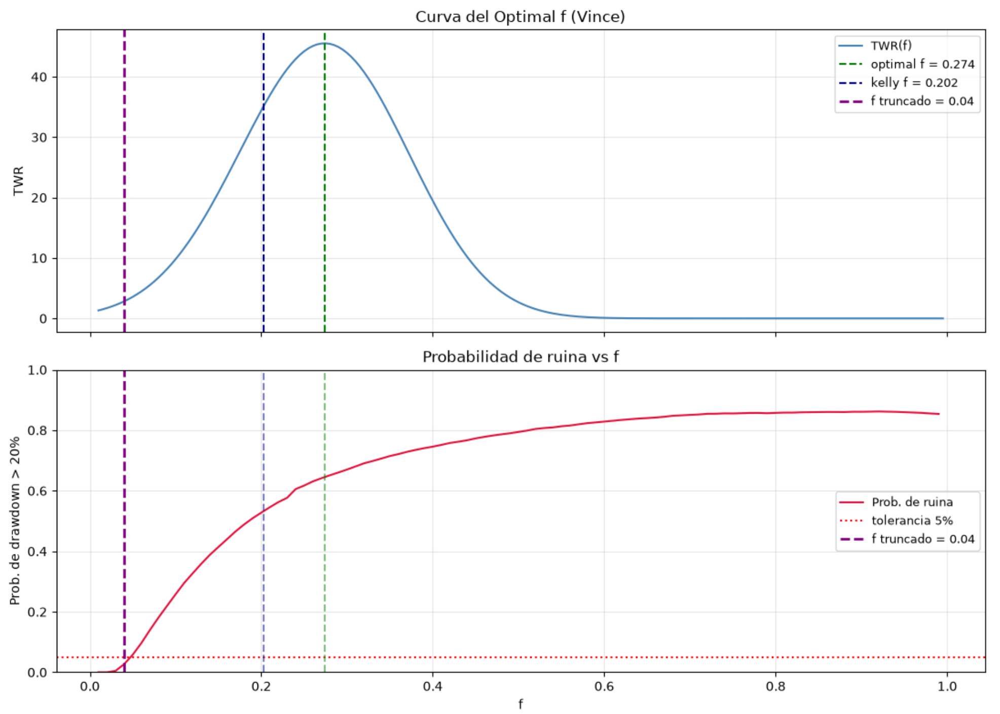 Curva del Optimal f (Vince)
TWR
40
30
20
10
0
TWR(f)
optimal f = 0.274
kelly f = 0.202
f truncado = 0.04
Probabilidad de ruina vs f
Prob. de drawdown > 20%
1.0
0.8
0.6
0.4
0.2
0.0
Prob. de ruina
tolerancia 5%
f truncado = 0.04
0.0 0.2 0.4 0.6 0.8 1.0
f